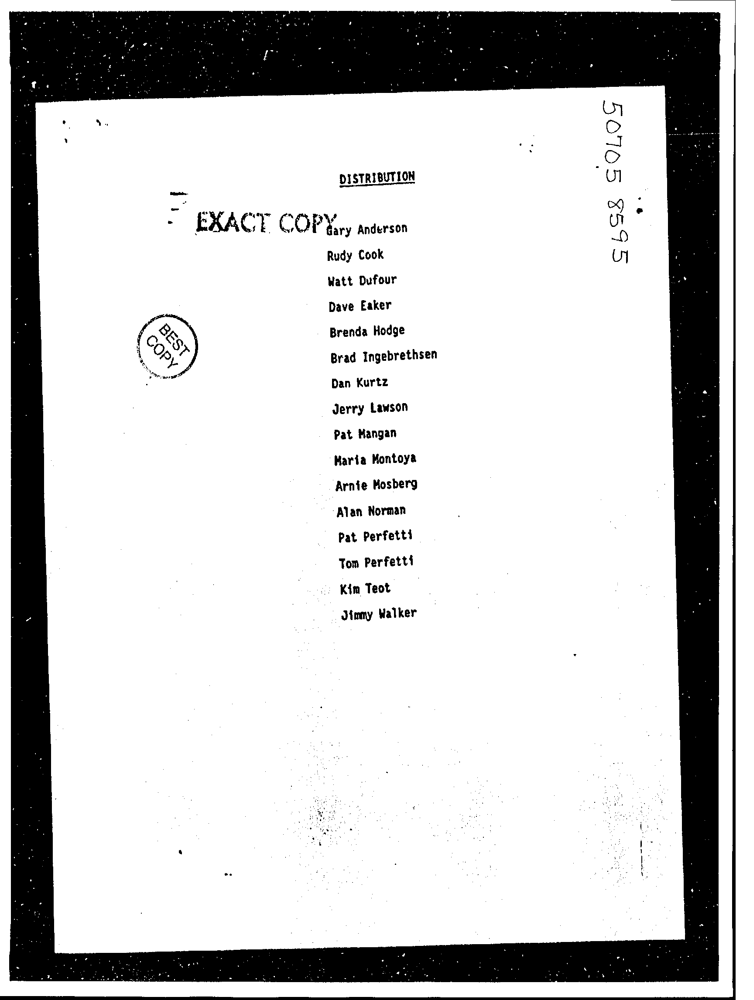 DISTRIBUTION
EXACT COPY
Gary Anderson
Rudy Cook
Watt Dufour
Dave Eaker
Brenda Hodge
Brad Ingebrethsen
Dan Kurtz
Jerry Lawson
Pat Mangan
Maria Montoya
Arnie Mosberg
Alan Norman
Pat Perfetti
Tom Perfetti
Kim Teot
Jimmy Walker
BEST
COPY
50705 8595